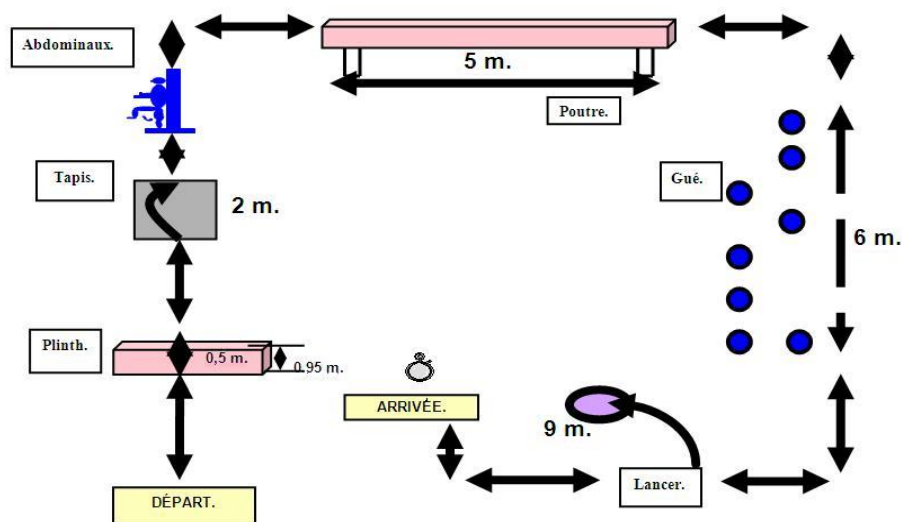 Abdominaux.
5 m.
Poutre.
Tapis.
2 m.
Gué.
6 m.
Plinth.
0,5 m.
0,95 m.
ARRIVÉE.
9 m.
Lancer.
DÉPART.